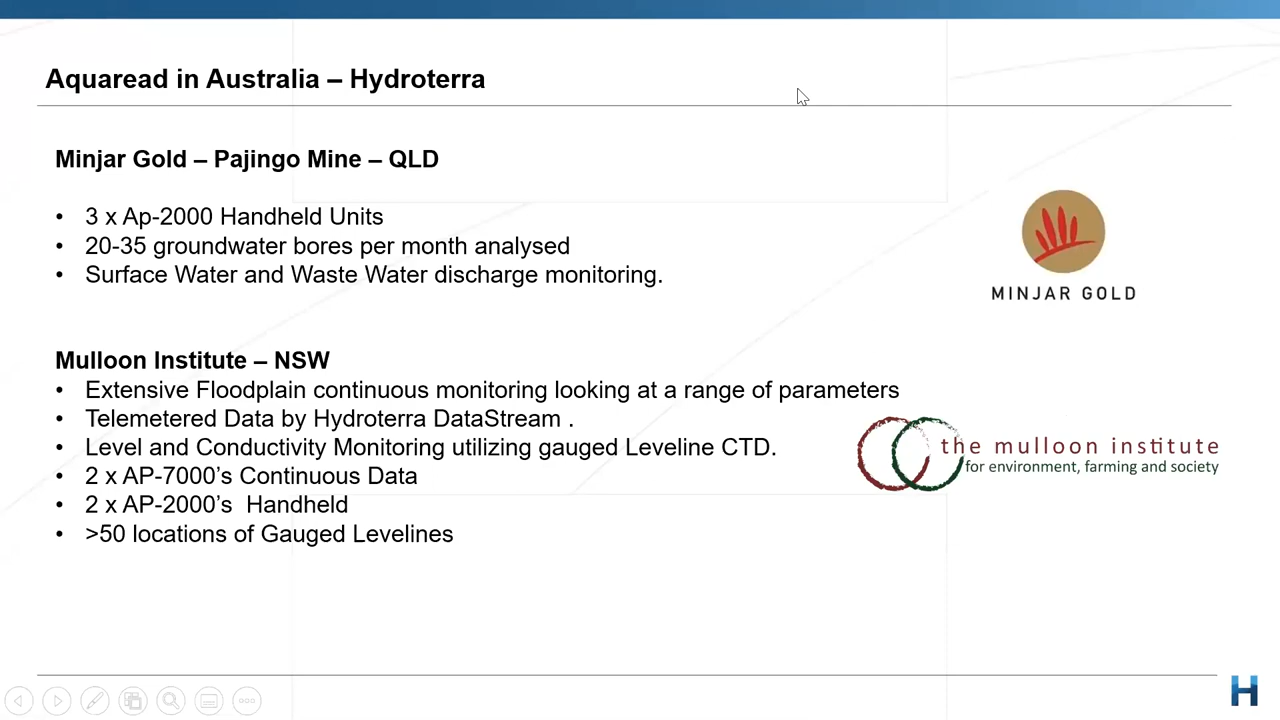 Aquaread in Australia – Hydroterra
Minjar Gold – Pajingo Mine – QLD
• 3 x Ap-2000 Handheld Units
• 20-35 groundwater bores per month analysed
• Surface Water and Waste Water discharge monitoring.
MINJAR GOLD
Mulloon Institute – NSW
• Extensive Floodplain continuous monitoring looking at a range of parameters
• Telemetered Data by Hydroterra DataStream .
• Level and Conductivity Monitoring utilizing gauged Leveline CTD.
• 2 x AP-7000’s Continuous Data
• 2 x AP-2000’s  Handheld
• >50 locations of Gauged Levelines
the mulloon institute
for environment, farming and society
H